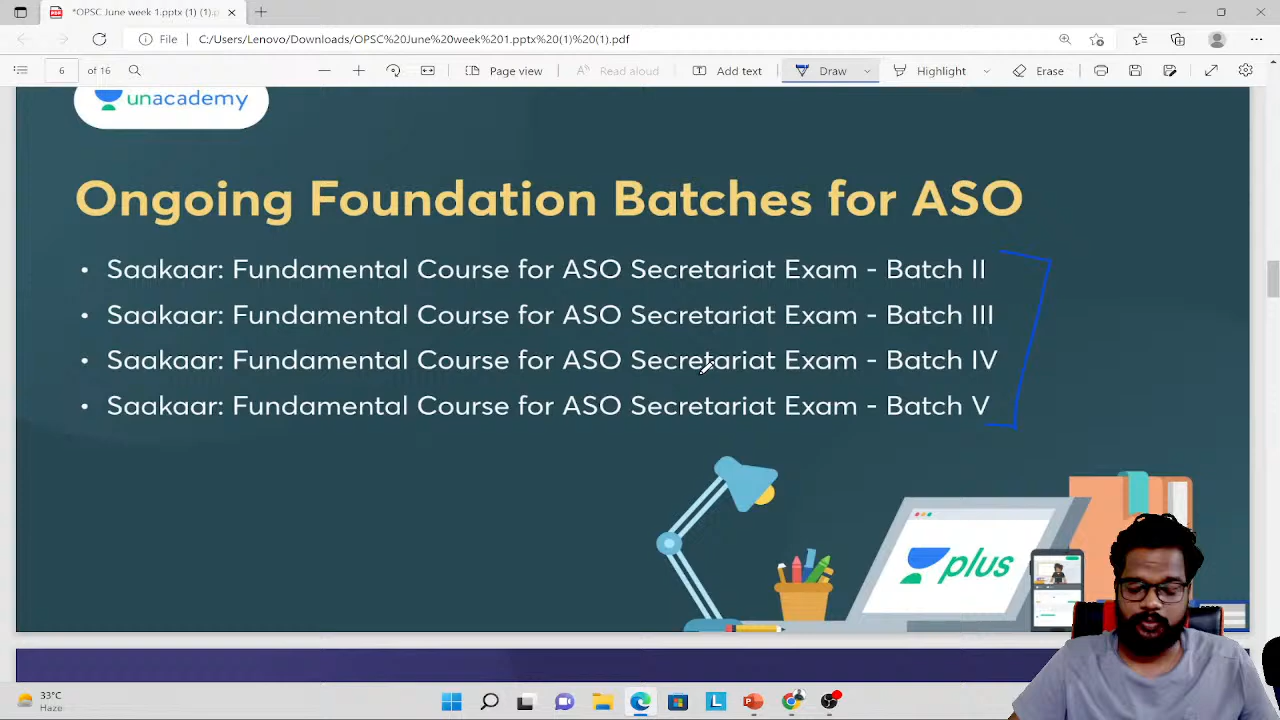 *OPSC June week 1.pptx (1) (1).p
File
C:/Users/Lenovo/Downloads/OPSC%20June%20week%201.pptx%20(1)%20(1).pdf
6 of 16
Page view
Read aloud
Add text
Draw
Highlight
Erase
unacademy
Ongoing Foundation Batches for ASO
• Saakaar: Fundamental Course for ASO Secretariat Exam - Batch II
• Saakaar: Fundamental Course for ASO Secretariat Exam - Batch III
• Saakaar: Fundamental Course for ASO Secretariat Exam - Batch IV
• Saakaar: Fundamental Course for ASO Secretariat Exam - Batch V
plus
33°C
Haze